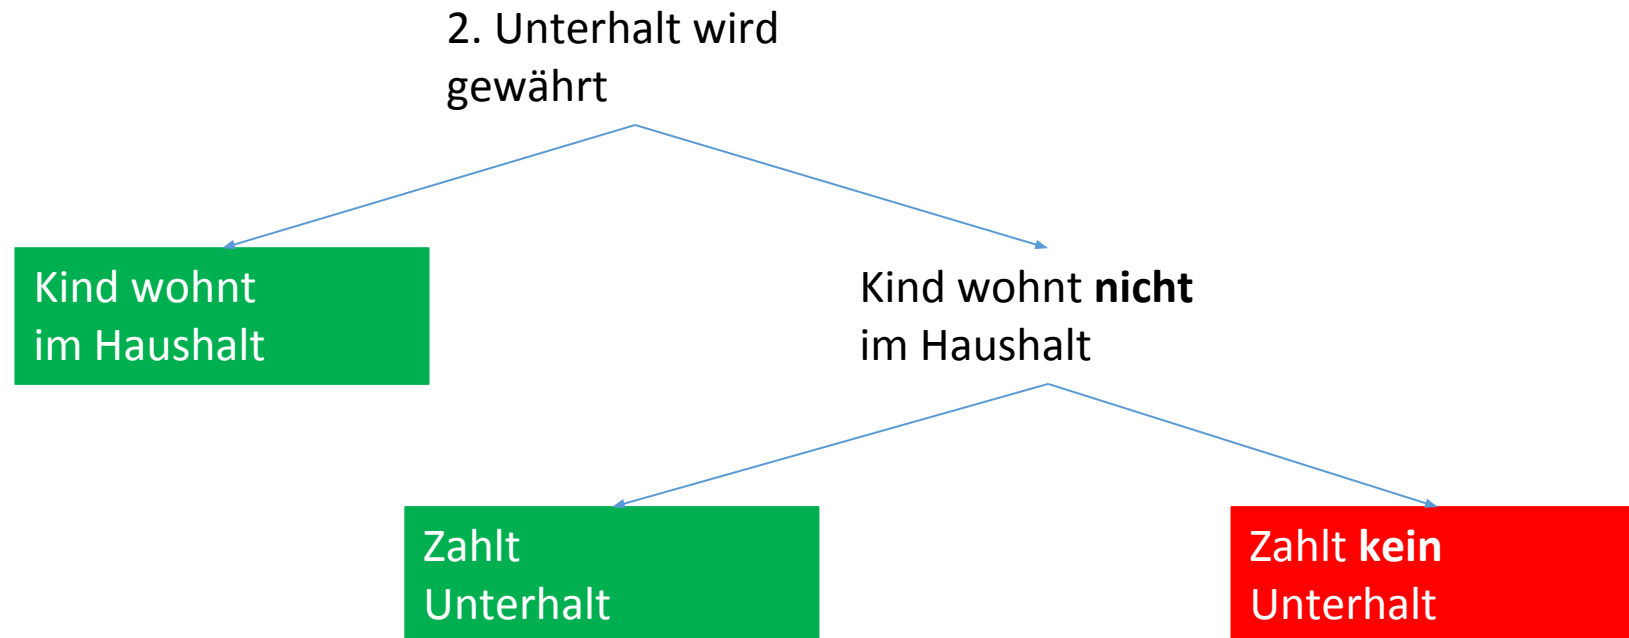 2. Unterhalt wird
gewährt
Kind wohnt
im Haushalt
Kind wohnt nicht
im Haushalt
Zahlt
Unterhalt
Zahlt kein
Unterhalt